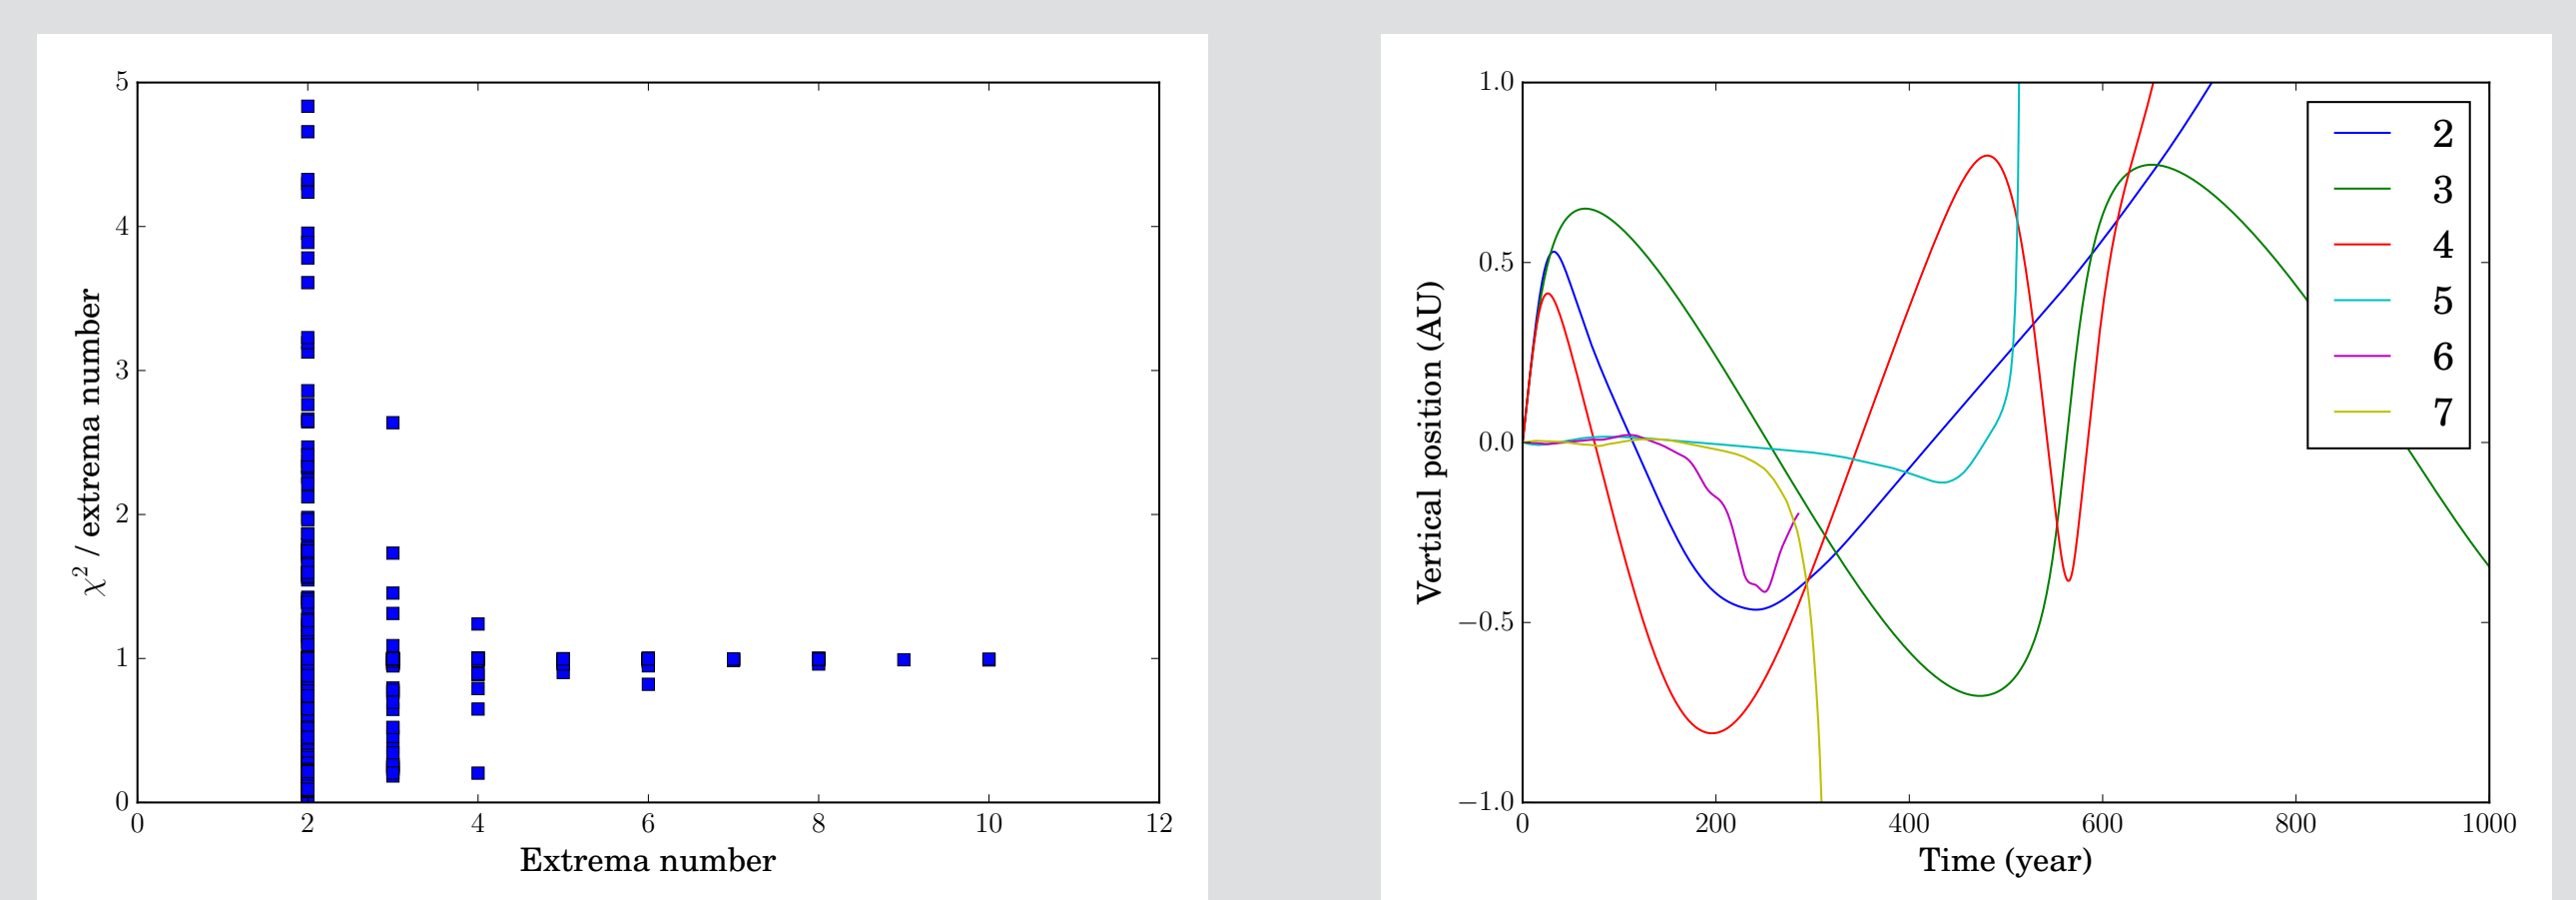 5
4
3
2
1
0
χ² / extrema number
0 2 4 6 8 10 12
Extrema number
1.0
0.5
0.0
−0.5
−1.0
Vertical position (AU)
2
3
4
5
6
7
0 200 400 600 800 1000
Time (year)